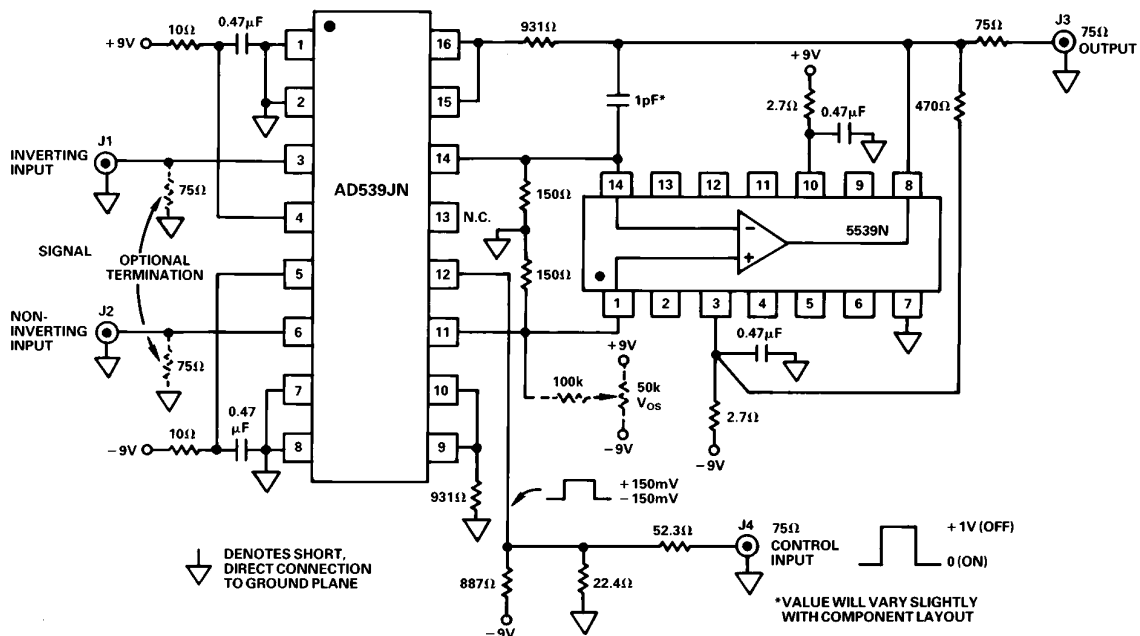 +9V
10Ω
0.47μF
1
2
3
4
5
6
7
8
16
15
14
13
12
11
10
9
AD539JN
N.C.
J1
INVERTING
INPUT
75Ω
SIGNAL
OPTIONAL
TERMINATION
J2
NON-
INVERTING
INPUT
75Ω
-9V
10Ω
0.47
μF
931Ω
1pF*
150Ω
150Ω
+9V
2.7Ω
0.47μF
470Ω
75Ω
J3
75Ω
OUTPUT
14
13
12
11
10
9
8
5539N
-
+
1
2
3
4
5
6
7
0.47μF
2.7Ω
-9V
100k
+9V
50k
VOS
-9V
931Ω
+150mV
-150mV
52.3Ω
J4
75Ω
CONTROL
INPUT
+1V (OFF)
0 (ON)
887Ω
22.4Ω
-9V
DENOTES SHORT,
DIRECT CONNECTION
TO GROUND PLANE
*VALUE WILL VARY SLIGHTLY
WITH COMPONENT LAYOUT